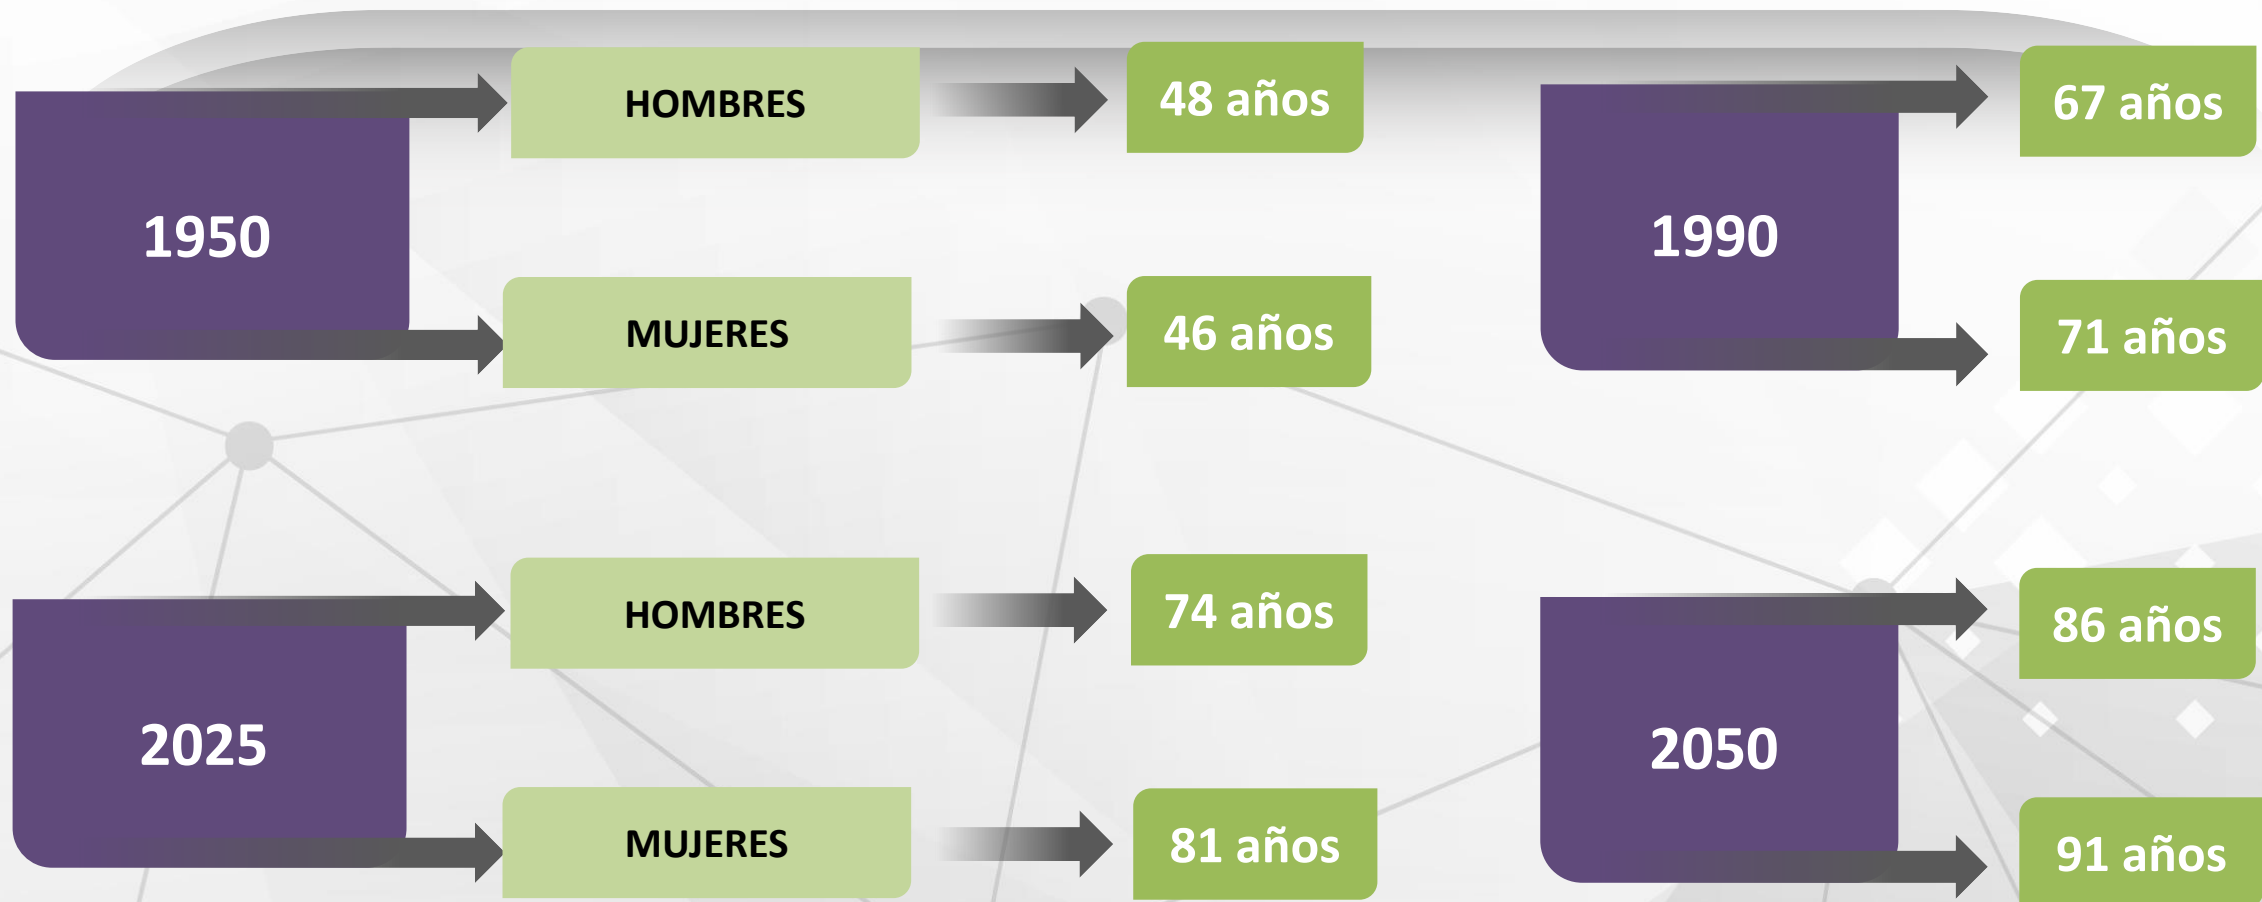 1950
HOMBRES
48 años
MUJERES
46 años
1990
67 años
71 años
2025
HOMBRES
74 años
MUJERES
81 años
2050
86 años
91 años